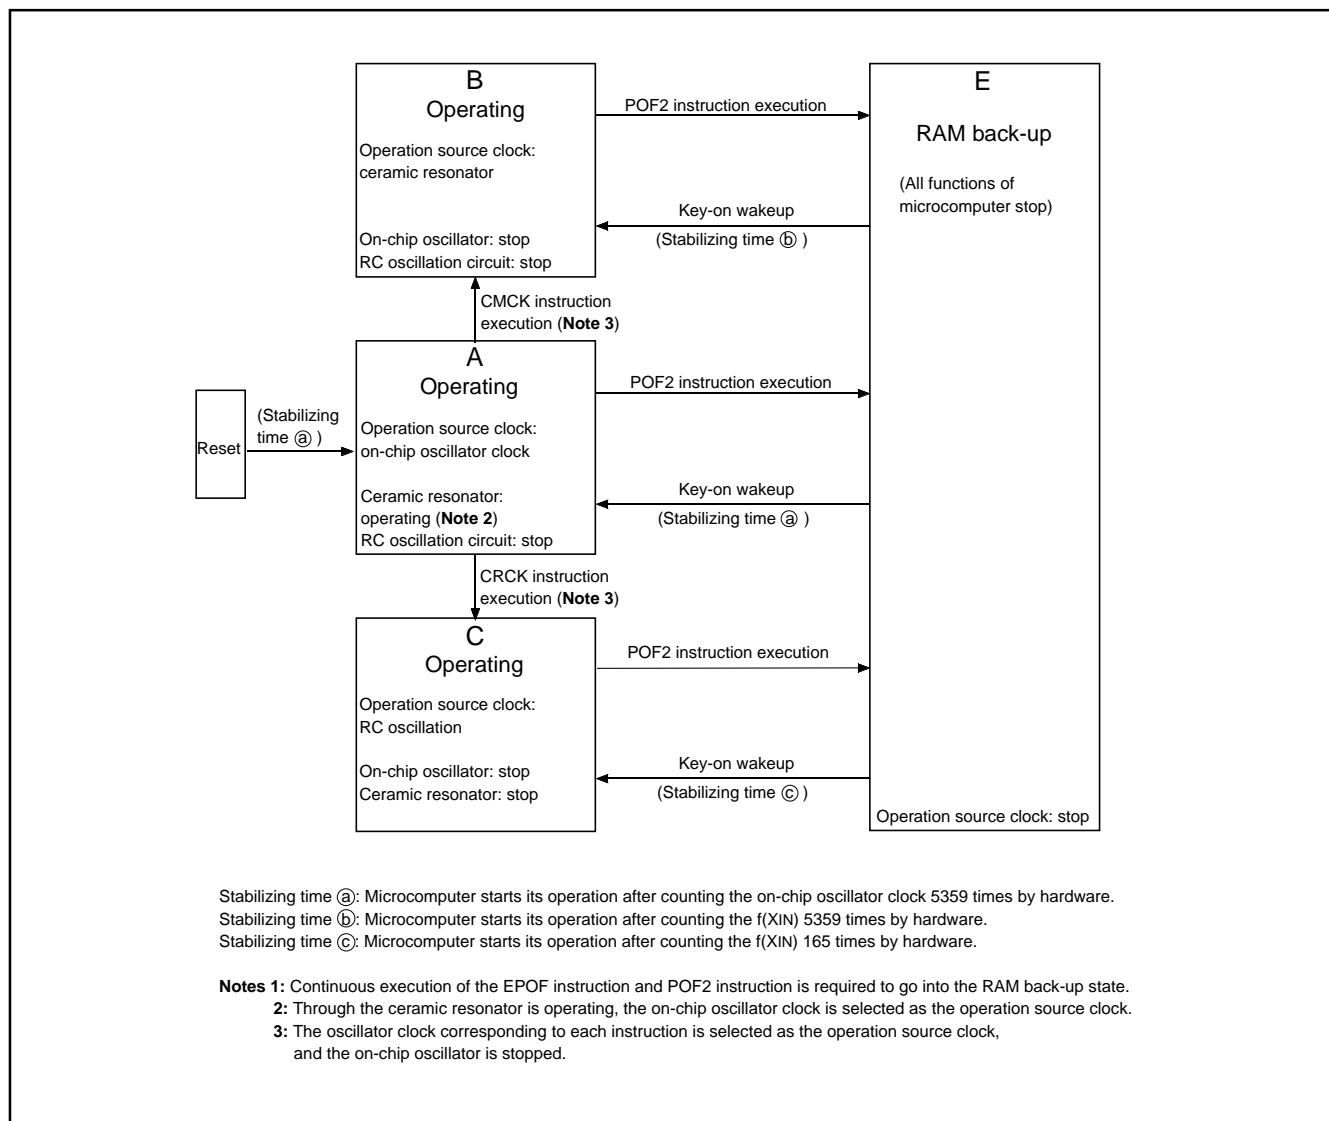 B
Operating
Operation source clock:
ceramic resonator
On-chip oscillator: stop
RC oscillation circuit: stop
POF2 instruction execution
Key-on wakeup
(Stabilizing time ⓑ )
E
RAM back-up
(All functions of
microcomputer stop)
CMCK instruction
execution (Note 3)
Reset
(Stabilizing
time ⓐ )
A
Operating
Operation source clock:
on-chip oscillator clock
Ceramic resonator:
operating (Note 2)
RC oscillation circuit: stop
POF2 instruction execution
Key-on wakeup
(Stabilizing time ⓐ )
CRCK instruction
execution (Note 3)
C
Operating
Operation source clock:
RC oscillation
On-chip oscillator: stop
Ceramic resonator: stop
POF2 instruction execution
Key-on wakeup
(Stabilizing time ⓒ )
Operation source clock: stop
Stabilizing time ⓐ: Microcomputer starts its operation after counting the on-chip oscillator clock 5359 times by hardware.
Stabilizing time ⓑ: Microcomputer starts its operation after counting the f(XIN) 5359 times by hardware.
Stabilizing time ⓒ: Microcomputer starts its operation after counting the f(XIN) 165 times by hardware.
Notes 1: Continuous execution of the EPOF instruction and POF2 instruction is required to go into the RAM back-up state.
2: Through the ceramic resonator is operating, the on-chip oscillator clock is selected as the operation source clock.
3: The oscillator clock corresponding to each instruction is selected as the operation source clock,
and the on-chip oscillator is stopped.